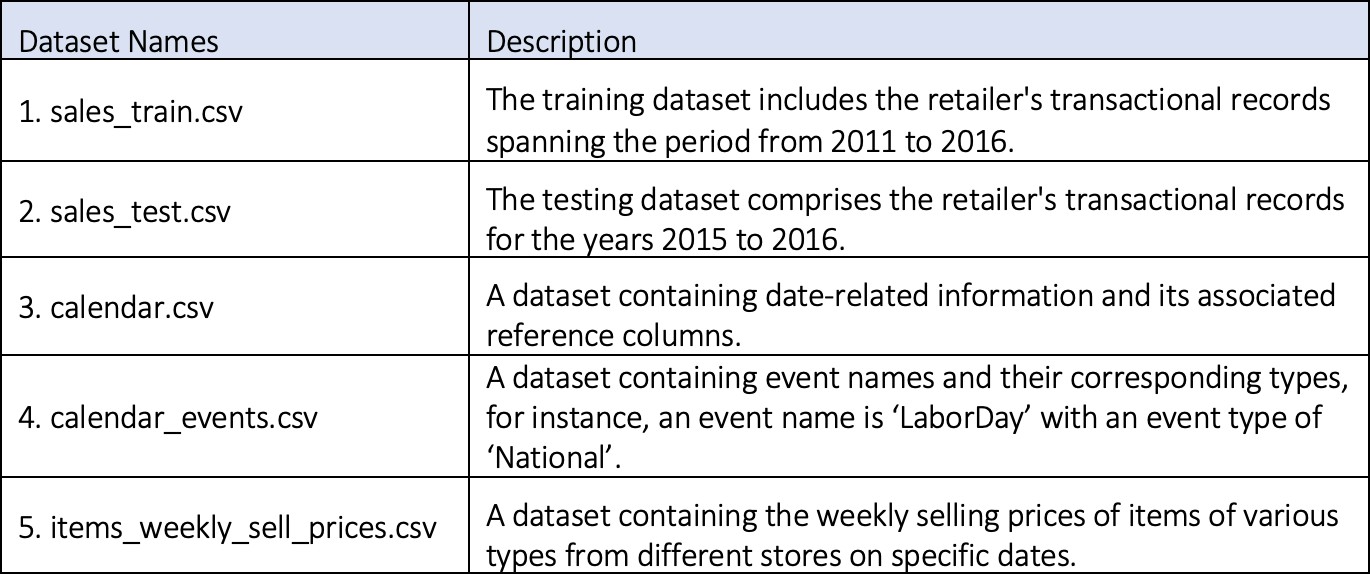 Dataset Names
Description
1. sales_train.csv
The training dataset includes the retailer's transactional records
spanning the period from 2011 to 2016.
2. sales_test.csv
The testing dataset comprises the retailer's transactional records
for the years 2015 to 2016.
3. calendar.csv
A dataset containing date-related information and its associated
reference columns.
4. calendar_events.csv
A dataset containing event names and their corresponding types,
for instance, an event name is ‘LaborDay’ with an event type of
‘National’.
5. items_weekly_sell_prices.csv
A dataset containing the weekly selling prices of items of various
types from different stores on specific dates.